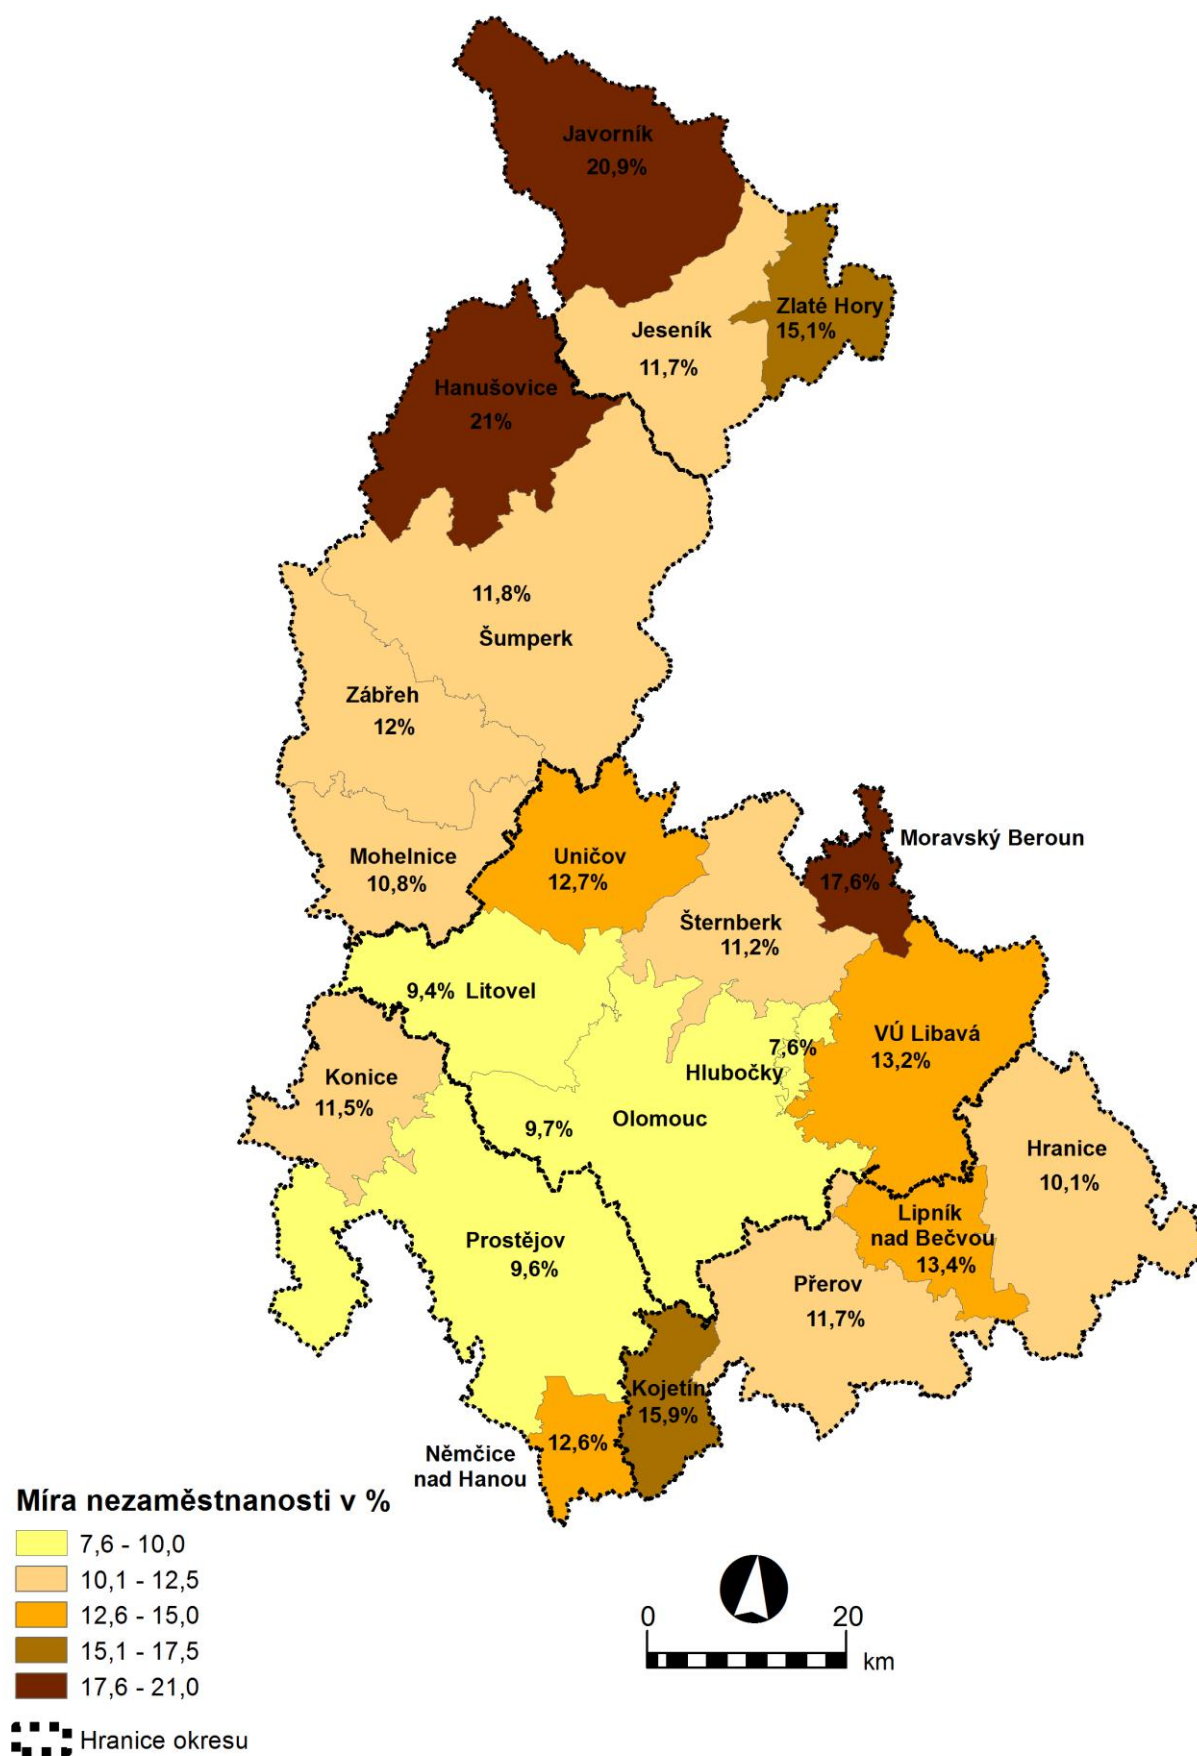 Javorník
20,9%
Zlaté Hory
15,1%
Jeseník
11,7%
Hanušovice
21%
11,8%
Šumperk
Zábřeh
12%
Mohelnice
10,8%
Uničov
12,7%
Moravský Beroun
17,6%
Šternberk
11,2%
9,4% Litovel
VÚ Libavá
13,2%
7,6%
Hlubočky
Konice
11,5%
9,7%
Olomouc
Hranice
10,1%
Lipník
nad Bečvou
13,4%
Prostějov
9,6%
Přerov
11,7%
Kojetín
15,9%
12,6%
Němčice
nad Hanou
Míra nezaměstnanosti v %
7,6 - 10,0
10,1 - 12,5
12,6 - 15,0
15,1 - 17,5
17,6 - 21,0
Hranice okresu
0 20
km